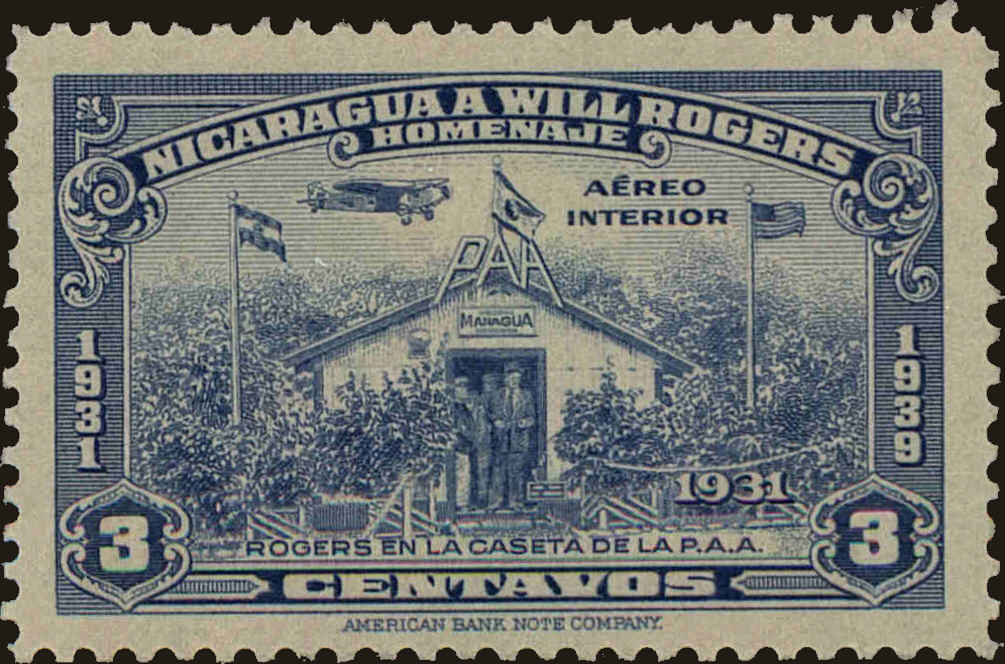 NICARAGUA A WILL ROGERS
HOMENAJE
AÉREO
INTERIOR
PAA
MANAGUA
1931
1939
1931
3
3
ROGERS EN LA CASETA DE LA P.A.A.
CENTAVOS
AMERICAN BANK NOTE COMPANY.